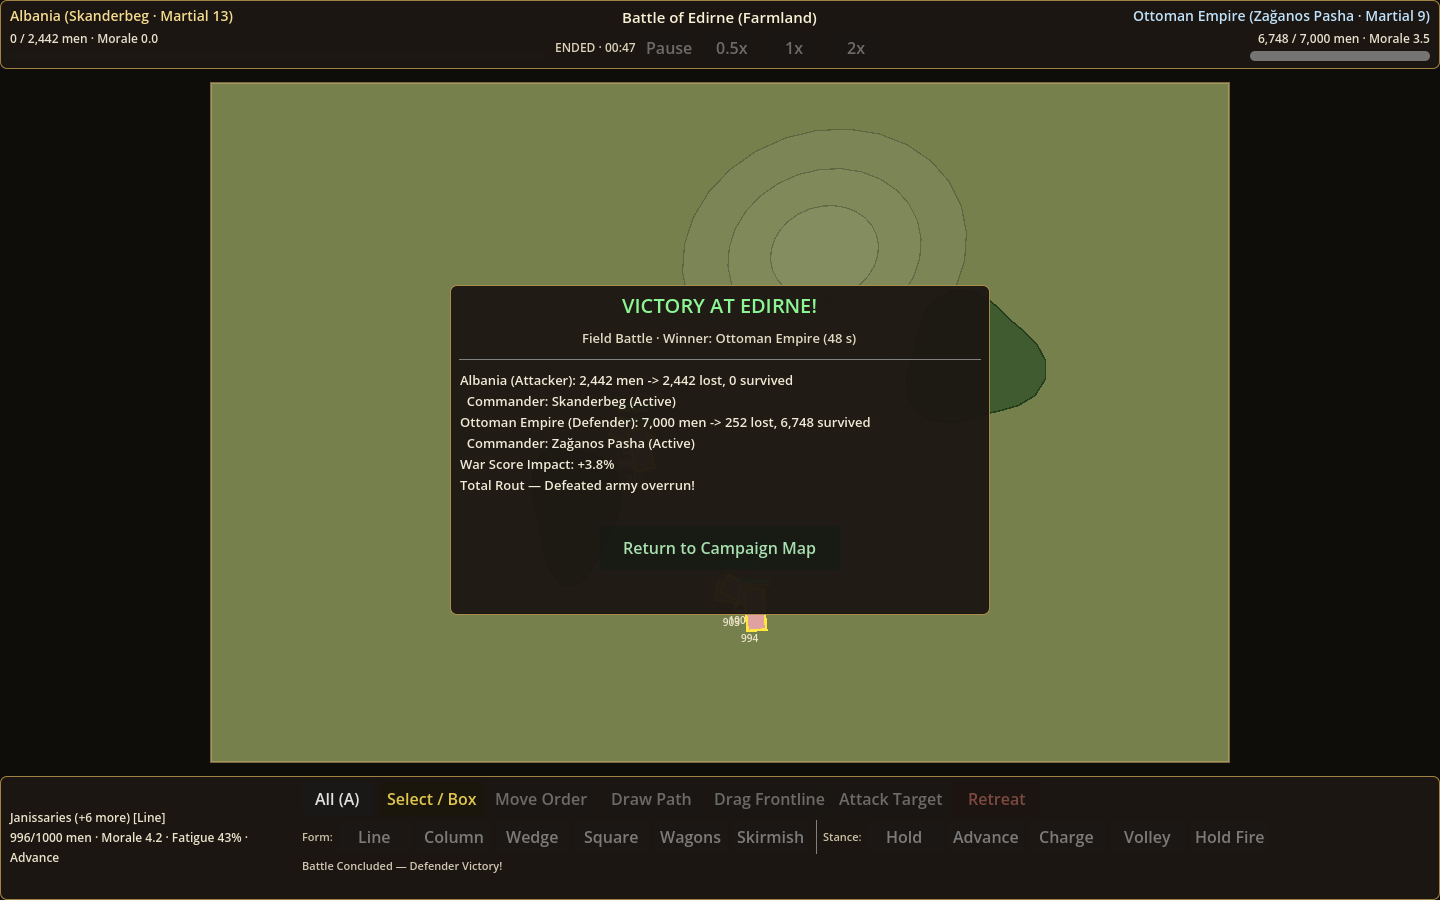 Albania (Skanderbeg · Martial 13)
0 / 2,442 men · Morale 0.0
Battle of Edirne (Farmland)
ENDED · 00:47 Pause 0.5x 1x 2x
Ottoman Empire (Zağanos Pasha · Martial 9)
6,748 / 7,000 men · Morale 3.5
VICTORY AT EDIRNE!
Field Battle · Winner: Ottoman Empire (48 s)
Albania (Attacker): 2,442 men -> 2,442 lost, 0 survived
Commander: Skanderbeg (Active)
Ottoman Empire (Defender): 7,000 men -> 252 lost, 6,748 survived
Commander: Zağanos Pasha (Active)
War Score Impact: +3.8%
Total Rout — Defeated army overrun!
Return to Campaign Map
994
Janissaries (+6 more) [Line]
996/1000 men · Morale 4.2 · Fatigue 43% ·
Advance
All (A) Select / Box Move Order Draw Path Drag Frontline Attack Target Retreat
Form: Line Column Wedge Square Wagons Skirmish Stance: Hold Advance Charge Volley Hold Fire
Battle Concluded — Defender Victory!